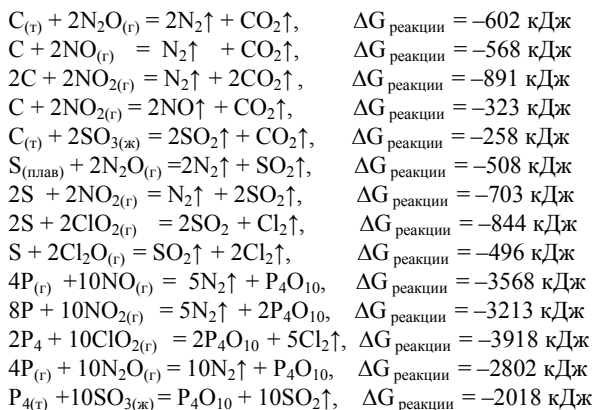 C(т) + 2N₂O(г) = 2N₂↑ + CO₂↑, ΔG реакции = –602 кДж
C + 2NO(г) = N₂↑ + CO₂↑, ΔG реакции = –568 кДж
2C + 2NO₂(г) = N₂↑ + 2CO₂↑ , ΔG реакции = –891 кДж
C + 2NO₂(г) = 2NO↑ + CO₂↑, ΔG реакции = –323 кДж
C(т) + 2SO₃(ж) = 2SO₂↑ + CO₂↑, ΔG реакции = –258 кДж
S(плав) + 2N₂O(г) =2N₂↑ + SO₂↑, ΔG реакции = –508 кДж
2S + 2NO₂(г) = N₂↑ + 2SO₂↑, ΔG реакции = –703 кДж
2S + 2ClO₂(г) = 2SO₂ + Cl₂↑, ΔG реакции = –844 кДж
S + 2Cl₂O(г) = SO₂↑ + 2Cl₂↑, ΔG реакции = –496 кДж
4P(г) +10NO(г) = 5N₂↑ + P₄O₁₀, ΔG реакции = –3568 кДж
8P + 10NO₂(г) = 5N₂↑ + 2P₄O₁₀, ΔG реакции = –3213 кДж
2P₄ + 10ClO₂(г) = 2P₄O₁₀ + 5Cl₂↑, ΔG реакции = –3918 кДж
4P(г) + 10N₂O(г) = 10N₂↑ + P₄O₁₀, ΔG реакции = –2802 кДж
P₄(т) +10SO₃(ж) = P₄O₁₀ + 10SO₂↑, ΔG реакции = –2018 кДж